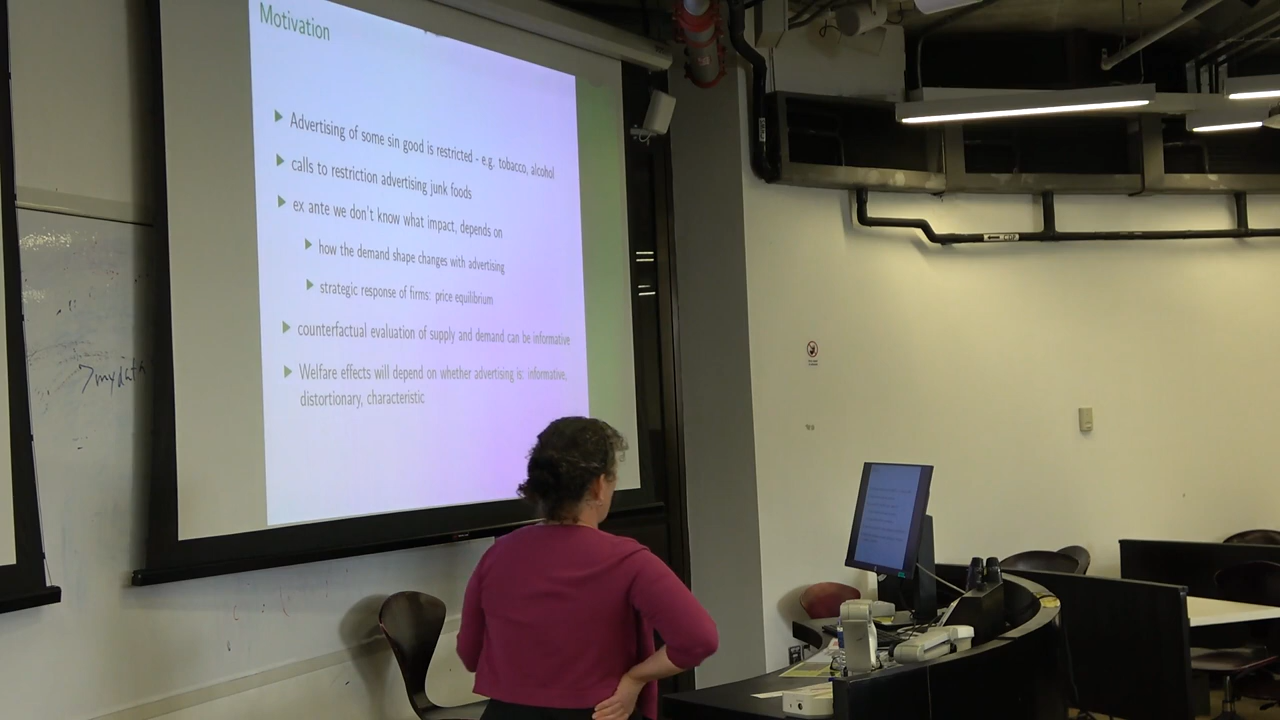 Motivation
Advertising of some sin good is restricted - e.g. tobacco, alcohol
calls to restriction advertising junk foods
ex ante we don't know what impact, depends on
how the demand shape changes with advertising
strategic response of firms: price equilibrium
counterfactual evaluation of supply and demand can be informative
Welfare effects will depend on whether advertising is: informative,
distortionary, characteristic
>mydata